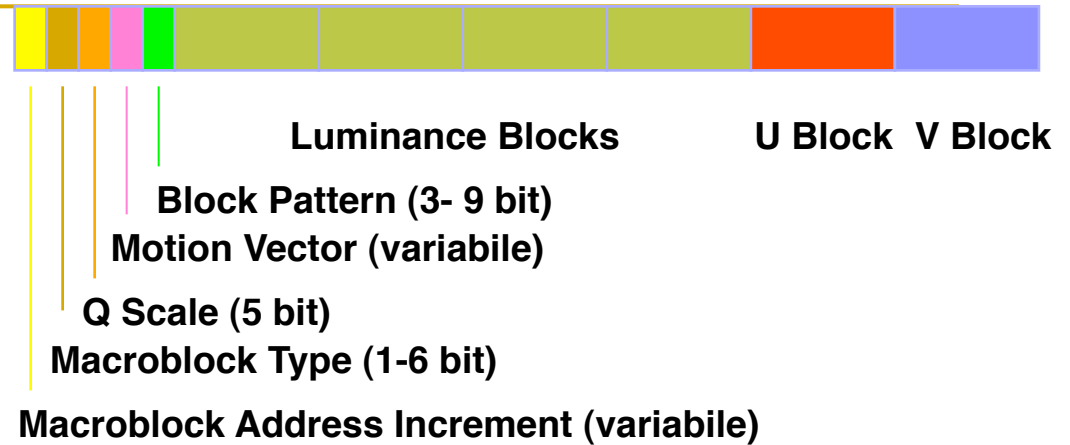 Luminance Blocks U Block V Block
Block Pattern (3- 9 bit)
Motion Vector (variabile)
Q Scale (5 bit)
Macroblock Type (1-6 bit)
Macroblock Address Increment (variabile)